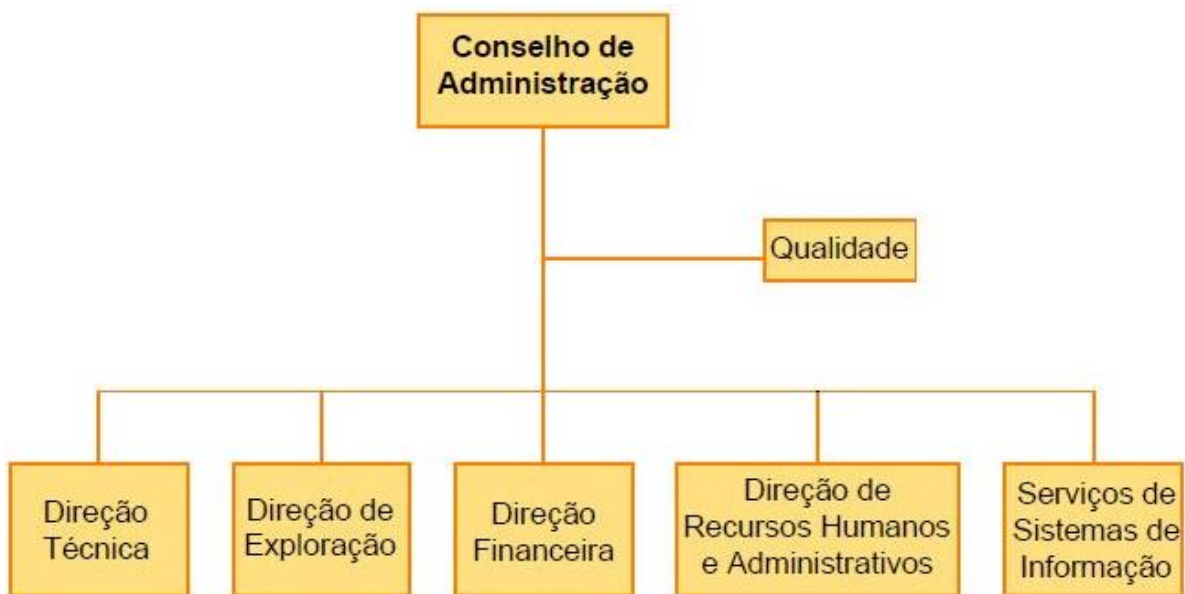 Conselho de
Administração
Qualidade
Direção
Técnica
Direção de
Exploração
Direção
Financeira
Direção de
Recursos Humanos
e Administrativos
Serviços de
Sistemas de
Informação